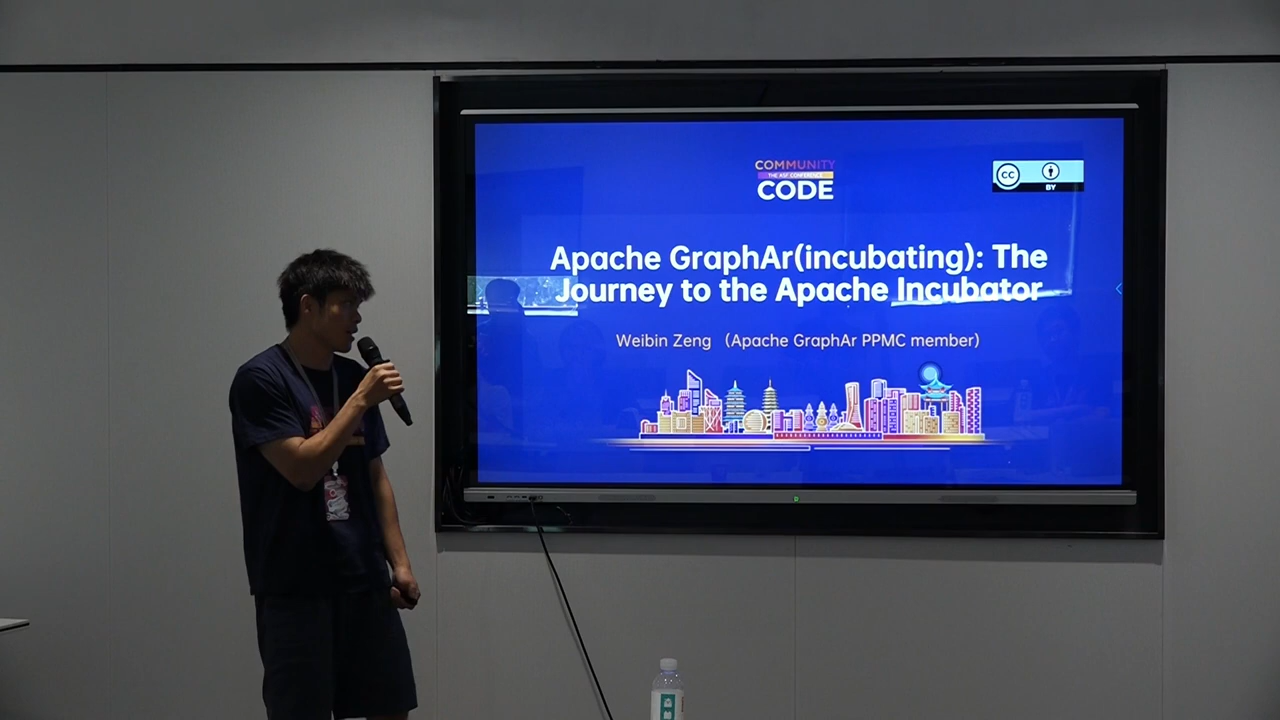 COMMUNITY
THE ASF CONFERENCE
CODE
CC
BY
Apache GraphAr(incubating): The
Journey to the Apache Incubator
Weibin Zeng （Apache GraphAr PPMC member)